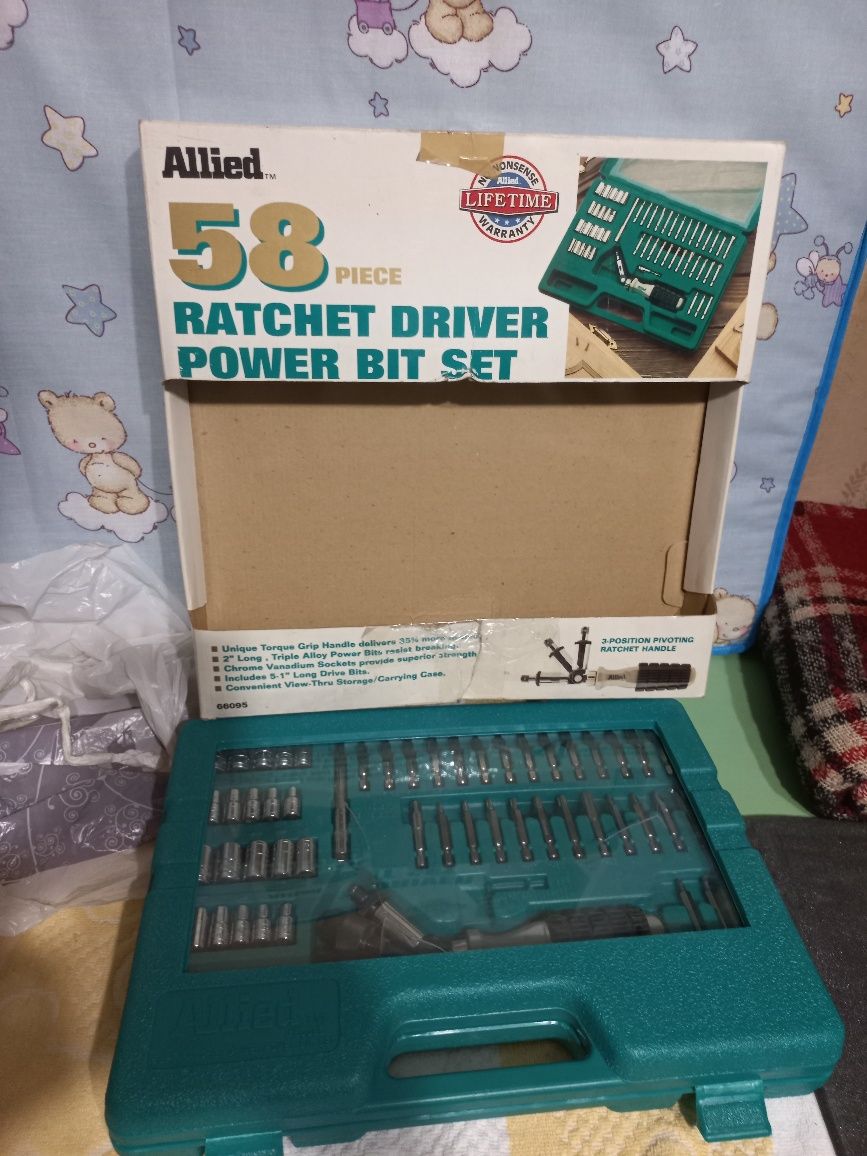 Allied™
NO NONSENSE
Allied
LIFETIME
WARRANTY
58 PIECE
RATCHET DRIVER
POWER BIT SET
Unique Torque Grip Handle delivers 35% more
2" Long , Triple Alloy Power Bits resist breaking.
Chrome Vanadium Sockets provide superior strength
Includes 5-1" Long Drive Bits.
Convenient View-Thru Storage/Carrying Case.
66095
3-POSITION PIVOTING
RATCHET HANDLE
Allied
Allied